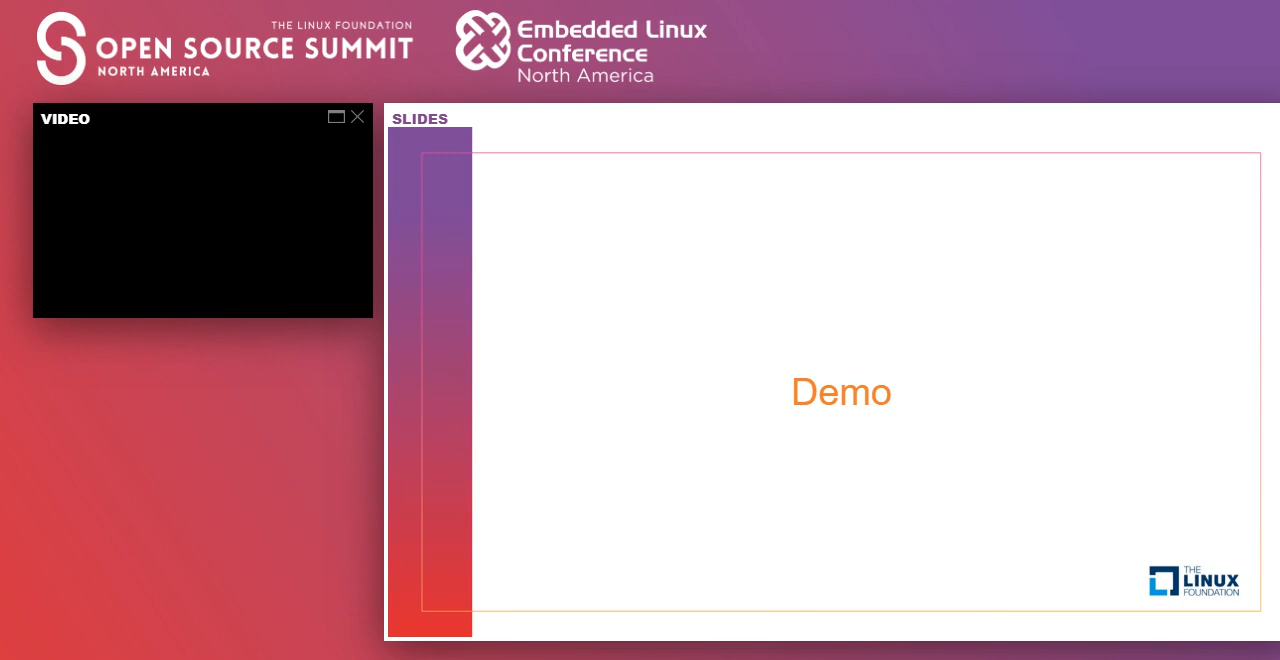 THE LINUX FOUNDATION
OPEN SOURCE SUMMIT
NORTH AMERICA
Embedded Linux
Conference
North America
VIDEO
SLIDES
Demo
THE
LINUX
FOUNDATION